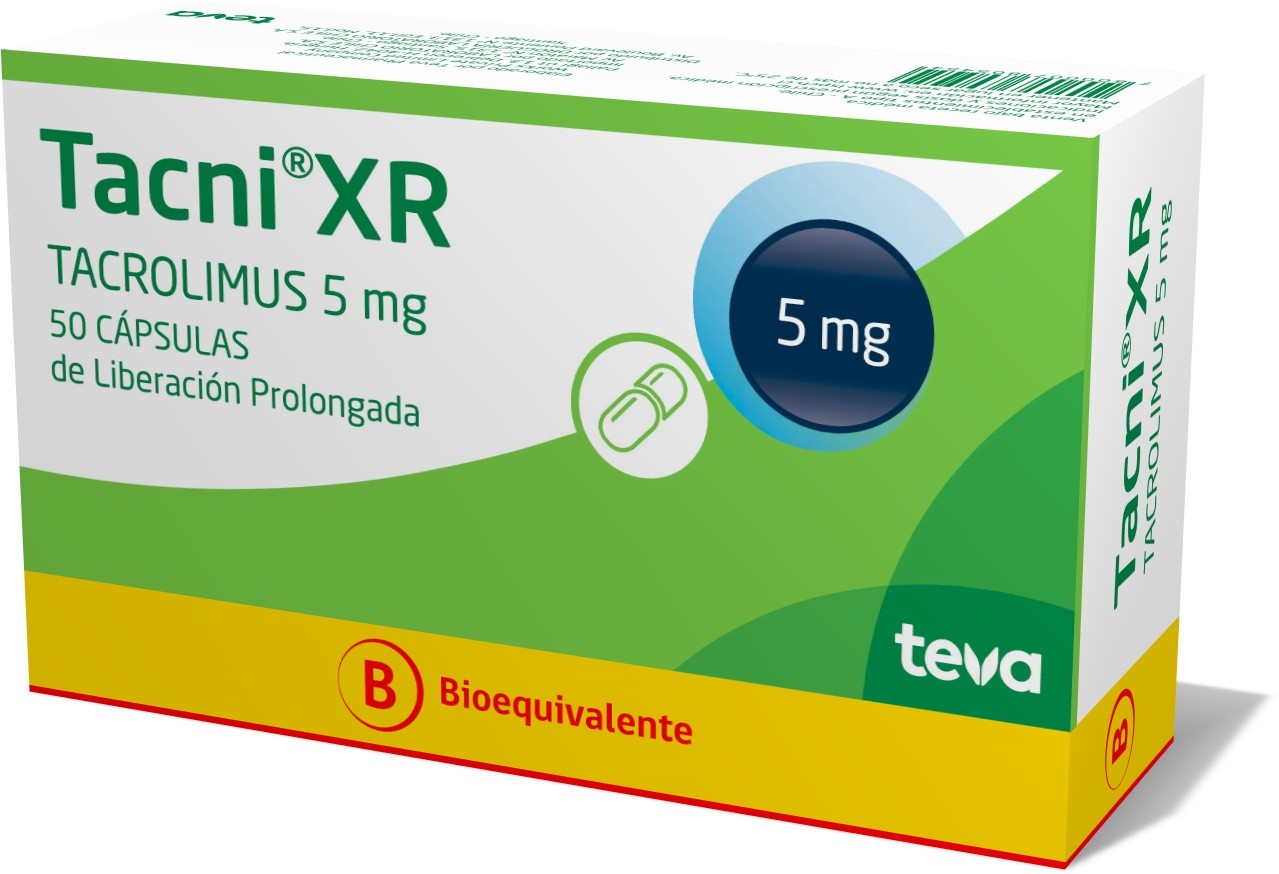 teva
Tacni®XR
TACROLIMUS 5 mg
50 CÁPSULAS
de Liberación Prolongada
5 mg
teva
B Bioequivalente
Tacni®XR
TACROLIMUS 5 mg
B